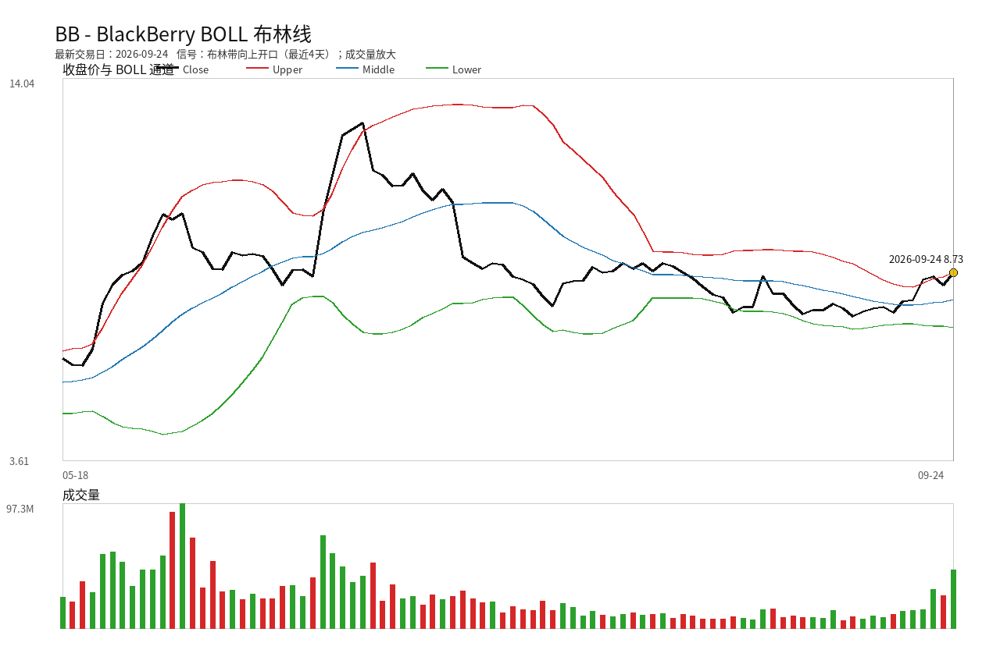 BB - BlackBerry BOLL 布林线
最新交易日：2026-09-24 信号：布林带向上开口（最近4天）；成交量放大
收盘价与 BOLL 通道 Close Upper Middle Lower
14.04
2026-09-24 8.73
3.61
05-18 09-24
成交量
97.3M